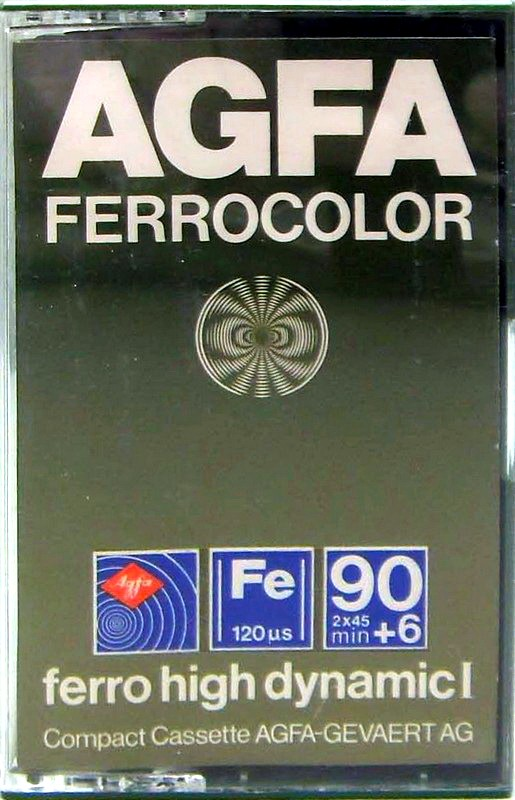 AGFA
FERROCOLOR
Agfa
Fe
120 µs
90
2x45
min +6
ferro high dynamic I
Compact Cassette AGFA-GEVAERT AG